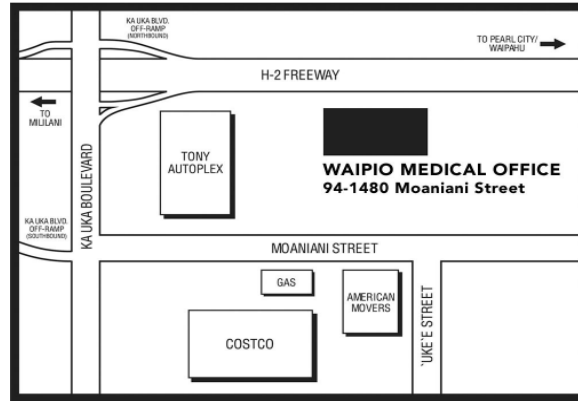 KA UKA BLVD.
OFF-RAMP
(NORTHBOUND)
TO PEARL CITY/
WAIPAHU
H-2 FREEWAY
TO
MILILANI
TONY
AUTOPLEX
WAIPIO MEDICAL OFFICE
94-1480 Moaniani Street
KA UKA BOULEVARD
KA UKA BLVD.
OFF-RAMP
(SOUTHBOUND)
MOANIANI STREET
GAS
AMERICAN
MOVERS
COSTCO
'UKE'E STREET